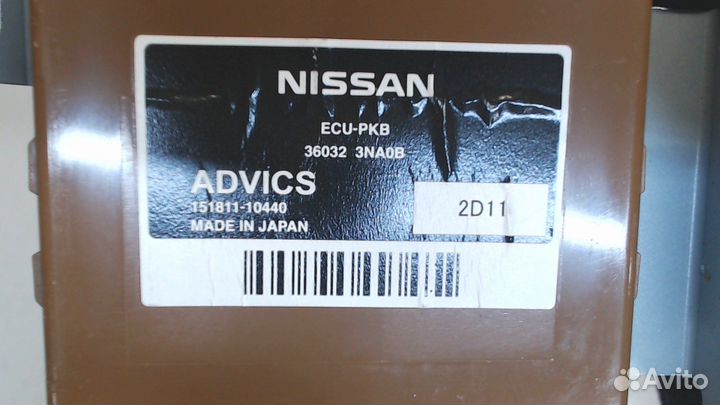 NISSAN
ECU-PKB
36032 3NA0B
ADVICS
151811-10440
2D11
MADE IN JAPAN
Avito